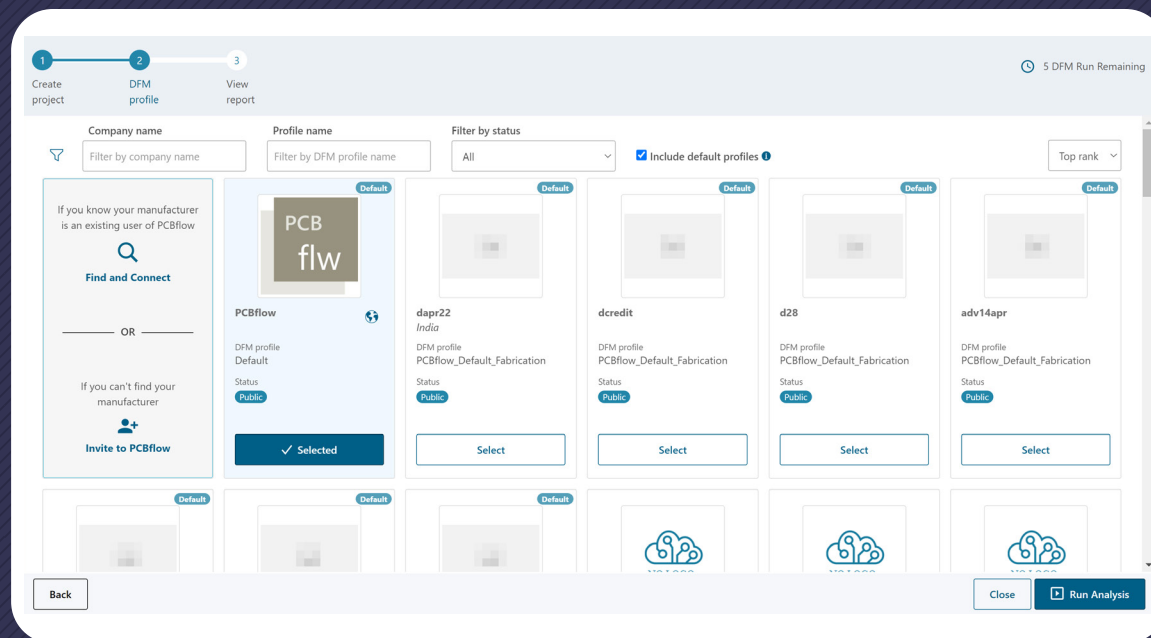 1
2
3
Create
project
DFM
profile
View
report
5 DFM Run Remaining
Company name
Profile name
Filter by status
Filter by company name
Filter by DFM profile name
All
Include default profiles
Top rank
If you know your manufacturer
is an existing user of PCBflow
Find and Connect
OR
If you can't find your
manufacturer
Invite to PCBflow
Default
PCB
flw
PCBflow
DFM profile
Default
Status
Public
Selected
Default
dapr22
India
DFM profile
PCBflow_Default_Fabrication
Status
Public
Select
Default
dcredit
DFM profile
PCBflow_Default_Fabrication
Status
Public
Select
Default
d28
DFM profile
PCBflow_Default_Fabrication
Status
Public
Select
Default
adv14apr
DFM profile
PCBflow_Default_Fabrication
Status
Public
Select
Default
Default
Default
Back
Close
Run Analysis